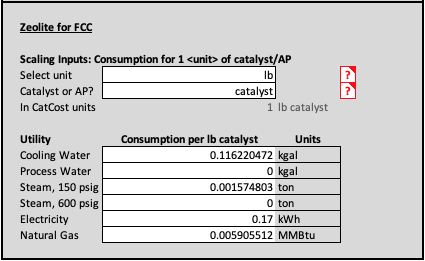 Zeolite for FCC
Scaling Inputs: Consumption for 1 <unit> of catalyst/AP
Select unit lb ?
Catalyst or AP? catalyst ?
In CatCost units 1 lb catalyst
Utility Consumption per lb catalyst Units
Cooling Water 0.116220472 kgal
Process Water 0 kgal
Steam, 150 psig 0.001574803 ton
Steam, 600 psig 0 ton
Electricity 0.17 kWh
Natural Gas 0.005905512 MMBtu